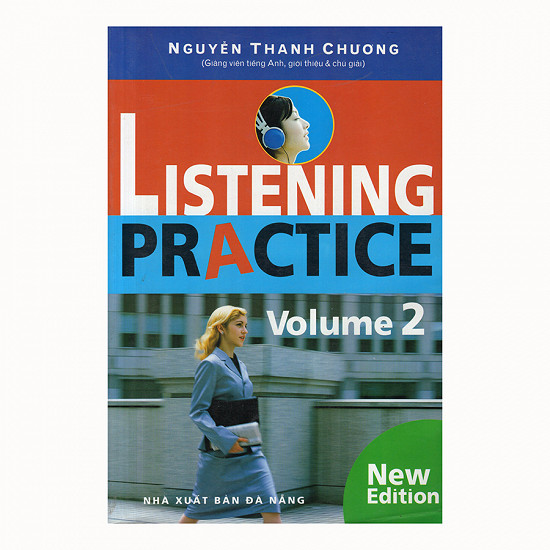 NGUYỄN THANH CHƯƠNG
(Giảng viên tiếng Anh, giới thiệu & chú giải)
LISTENING
PRACTICE
Volume 2
New
Edition
NHÀ XUẤT BẢN ĐÀ NẴNG